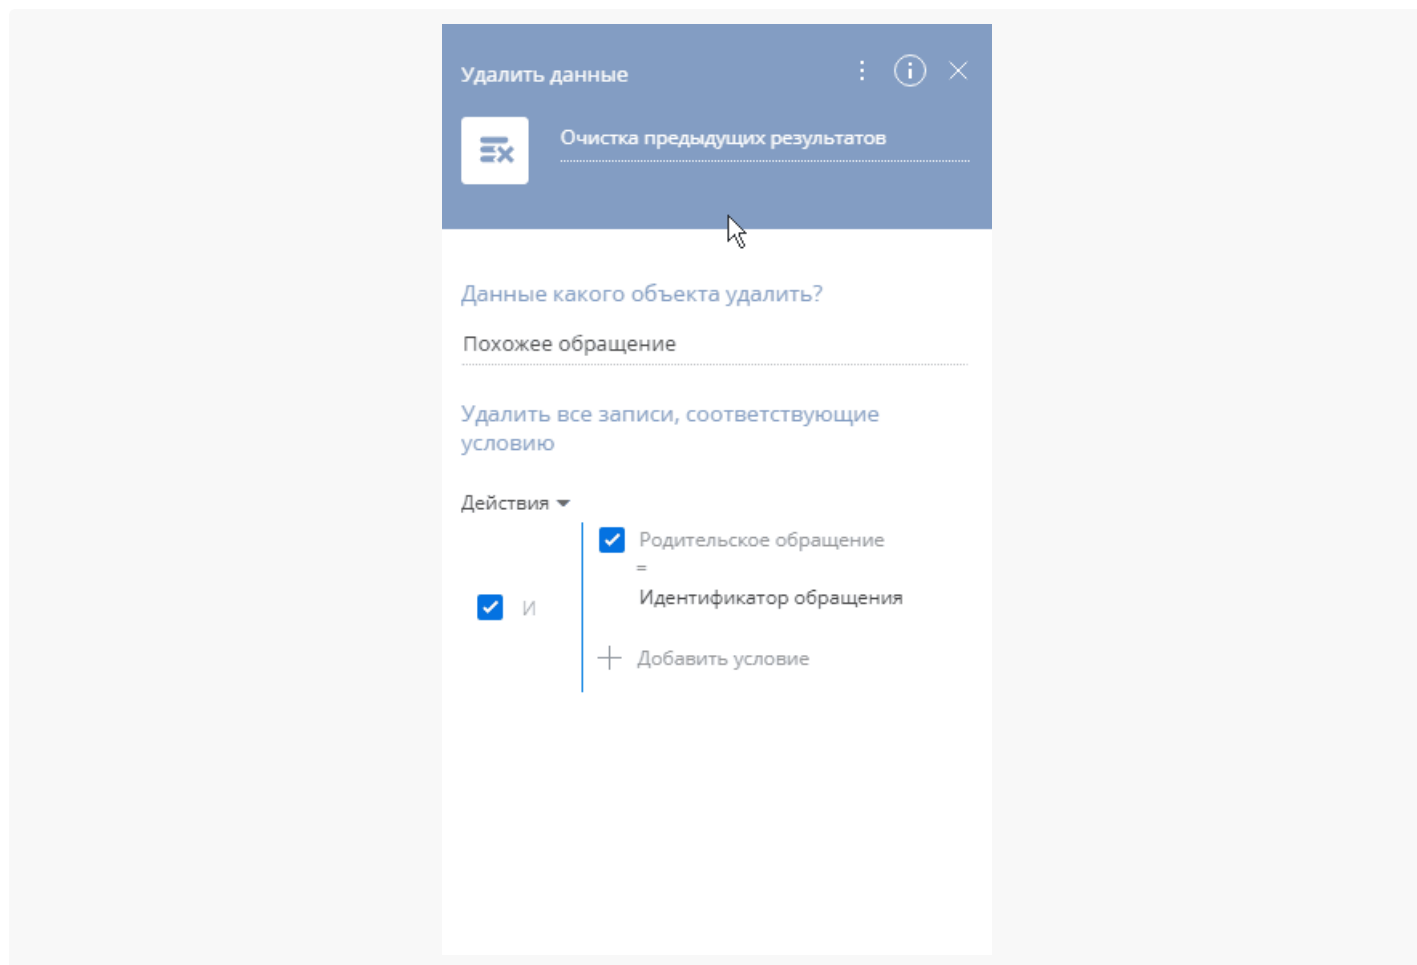 Удалить данные
Очистка предыдущих результатов
Данные какого объекта удалить?
Похожее обращение
Удалить все записи, соответствующие
условию
Действия
Родительское обращение
=
Идентификатор обращения
И
Добавить условие